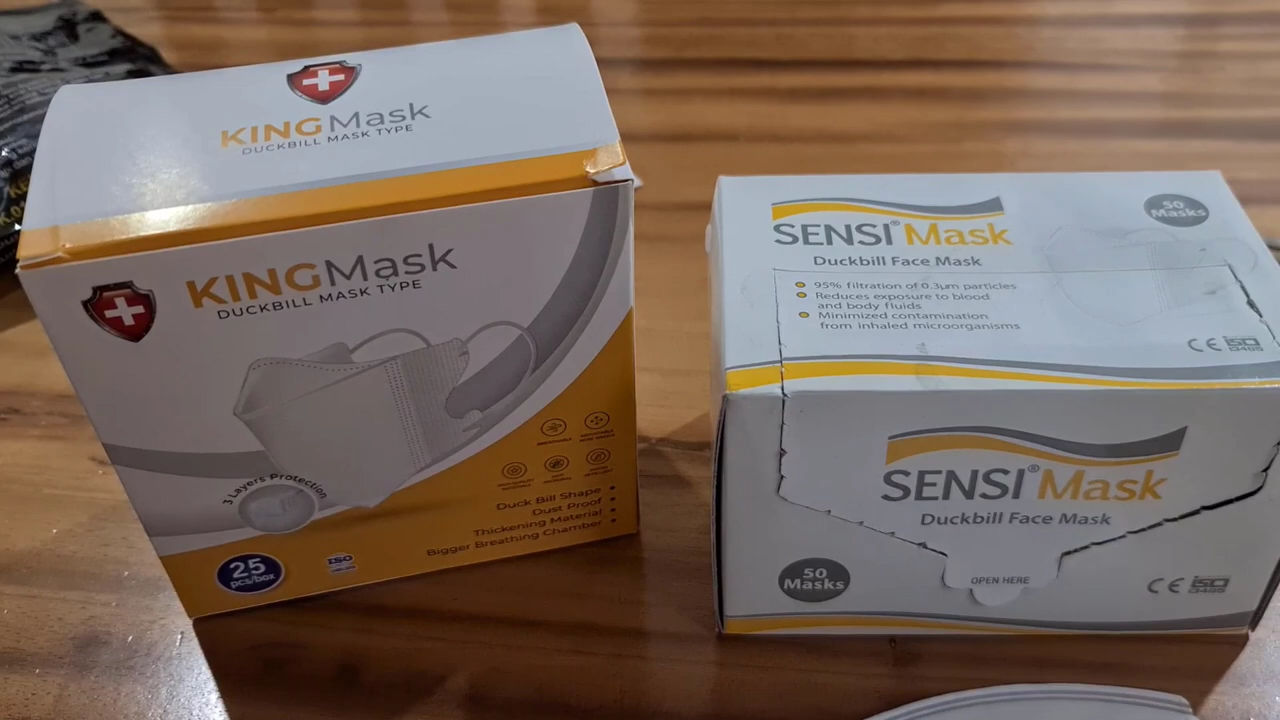 KINGMask
DUCKBILL MASK TYPE
KINGMask
DUCKBILL MASK TYPE
3 Layers Protection
BREATHABLE
Duck Bill Shape
Dust Proof
Thickening Material
Bigger Breathing Chamber
25
pcs/box
ISO
SENSI® Mask
Duckbill Face Mask
50
Masks
95% filtration of 0.3µm particles
Reduces exposure to blood
and body fluids
Minimized contamination
from inhaled microorganisms
CE ISO
13485
SENSI® Mask
Duckbill Face Mask
50
Masks
OPEN HERE
CE ISO
13485